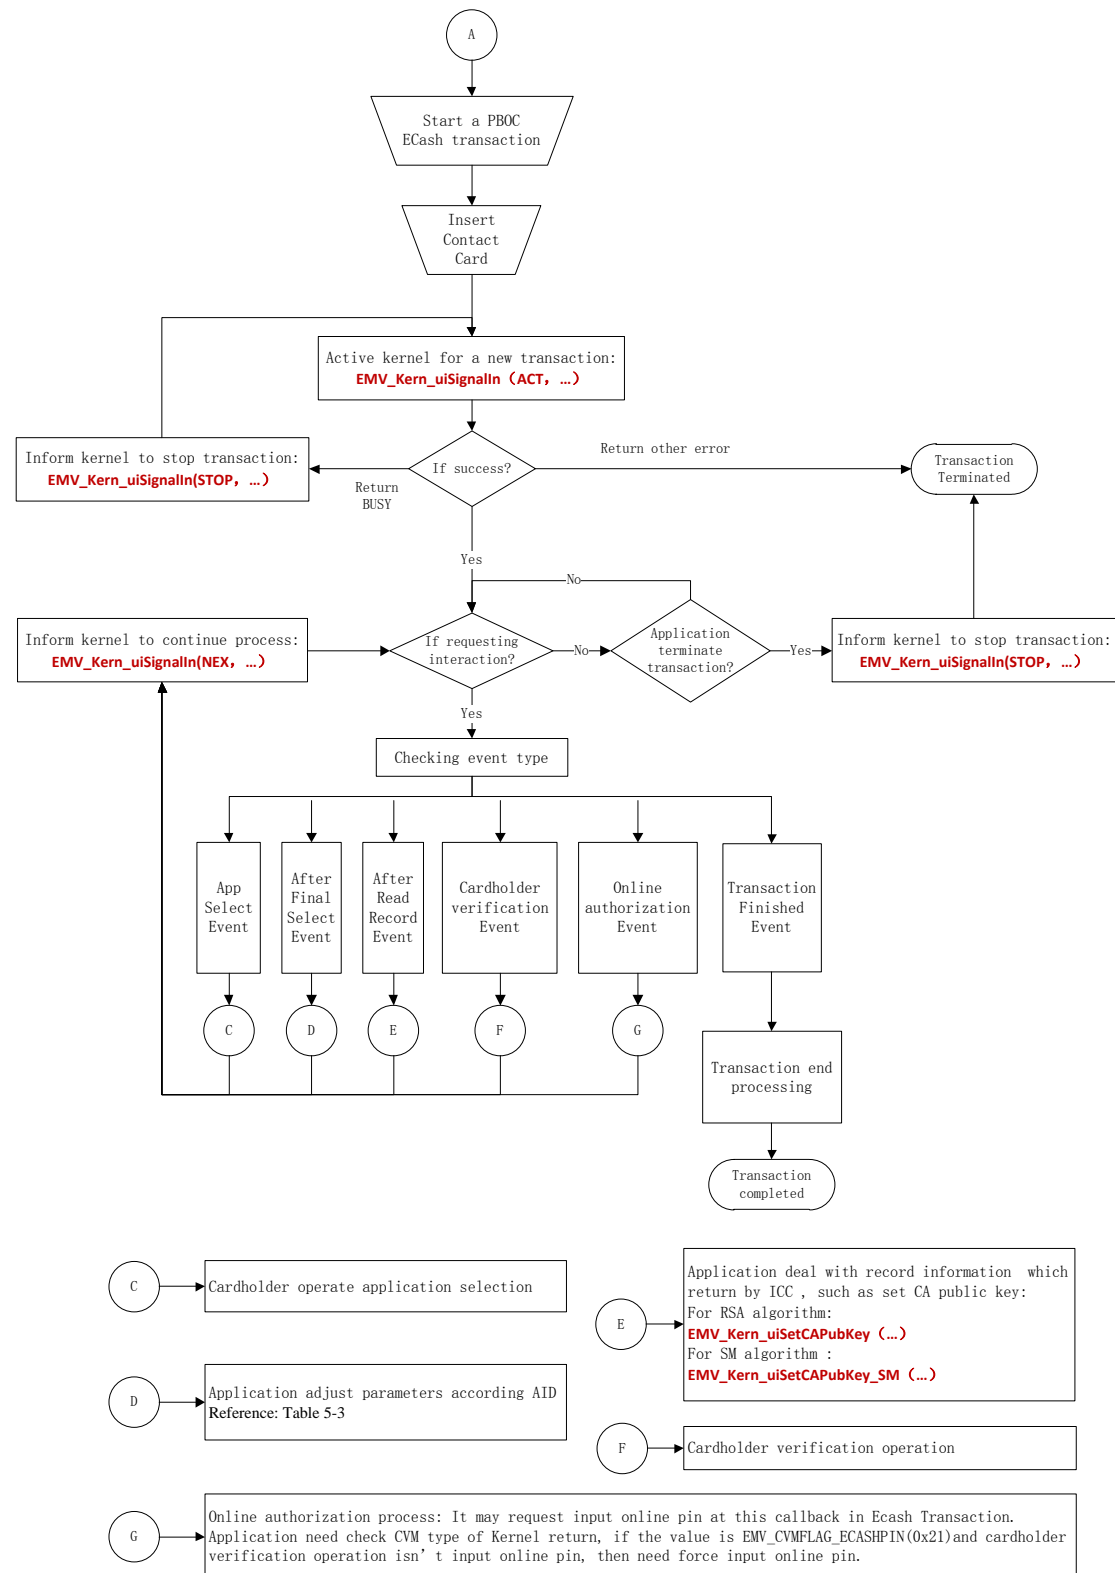 A
Start a PBOC
ECash transaction
Insert
Contact
Card
Active kernel for a new transaction:
EMV_Kern_uiSignalIn（ACT，…）
If success?
Return other error
Transaction
Terminated
Inform kernel to stop transaction:
EMV_Kern_uiSignalIn(STOP，…）
Return
BUSY
Yes
No
Inform kernel to continue process:
EMV_Kern_uiSignalIn(NEX，…）
If requesting
interaction?
No
Application
terminate
transaction?
Yes
Inform kernel to stop transaction:
EMV_Kern_uiSignalIn(STOP，…）
Yes
Checking event type
App
Select
Event
After
Final
Select
Event
After
Read
Record
Event
Cardholder
verification
Event
Online
authorization
Event
Transaction
Finished
Event
C
D
E
F
G
Transaction end
processing
Transaction
completed
C
Cardholder operate application selection
D
Application adjust parameters according AID
Reference: Table 5-3
E
Application deal with record information which
return by ICC , such as set CA public key:
For RSA algorithm:
EMV_Kern_uiSetCAPubKey（…）
For SM algorithm :
EMV_Kern_uiSetCAPubKey_SM（…）
F
Cardholder verification operation
G
Online authorization process: It may request input online pin at this callback in Ecash Transaction.
Application need check CVM type of Kernel return, if the value is EMV_CVMFLAG_ECASHPIN(0x21)and cardholder
verification operation isn’t input online pin, then need force input online pin.